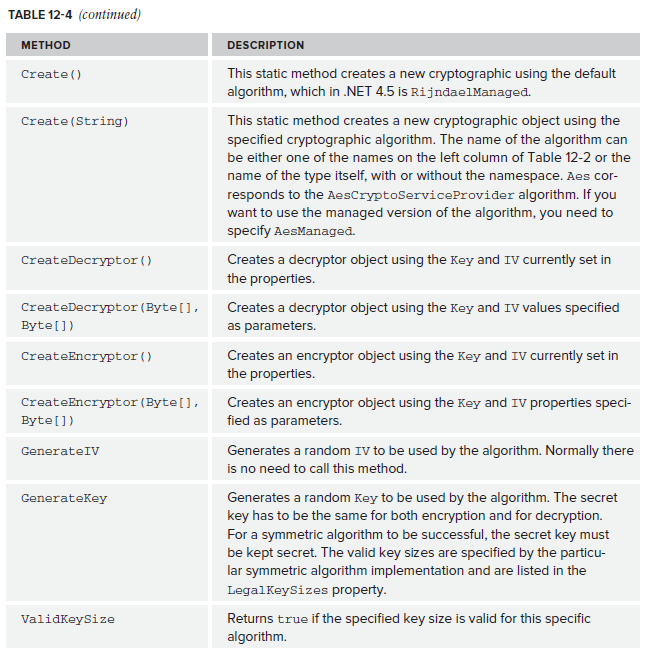 TABLE 12-4 (continued)
METHOD DESCRIPTION
Create() This static method creates a new cryptographic using the default
algorithm, which in .NET 4.5 is RijndaelManaged.
Create(String) This static method creates a new cryptographic object using the
specified cryptographic algorithm. The name of the algorithm can
be either one of the names on the left column of Table 12-2 or the
name of the type itself, with or without the namespace. Aes cor-
responds to the AesCryptoServiceProvider algorithm. If you
want to use the managed version of the algorithm, you need to
specify AesManaged.
CreateDecryptor() Creates a decryptor object using the Key and IV currently set in
the properties.
CreateDecryptor(Byte[], Creates a decryptor object using the Key and IV values specified
Byte[]) as parameters.
CreateEncryptor() Creates an encryptor object using the Key and IV currently set in
the properties.
CreateEncryptor(Byte[], Creates an encryptor object using the Key and IV properties speci-
Byte[]) fied as parameters.
GenerateIV Generates a random IV to be used by the algorithm. Normally there
is no need to call this method.
GenerateKey Generates a random Key to be used by the algorithm. The secret
key has to be the same for both encryption and for decryption.
For a symmetric algorithm to be successful, the secret key must
be kept secret. The valid key sizes are specified by the particu-
lar symmetric algorithm implementation and are listed in the
LegalKeySizes property.
ValidKeySize Returns true if the specified key size is valid for this specific
algorithm.